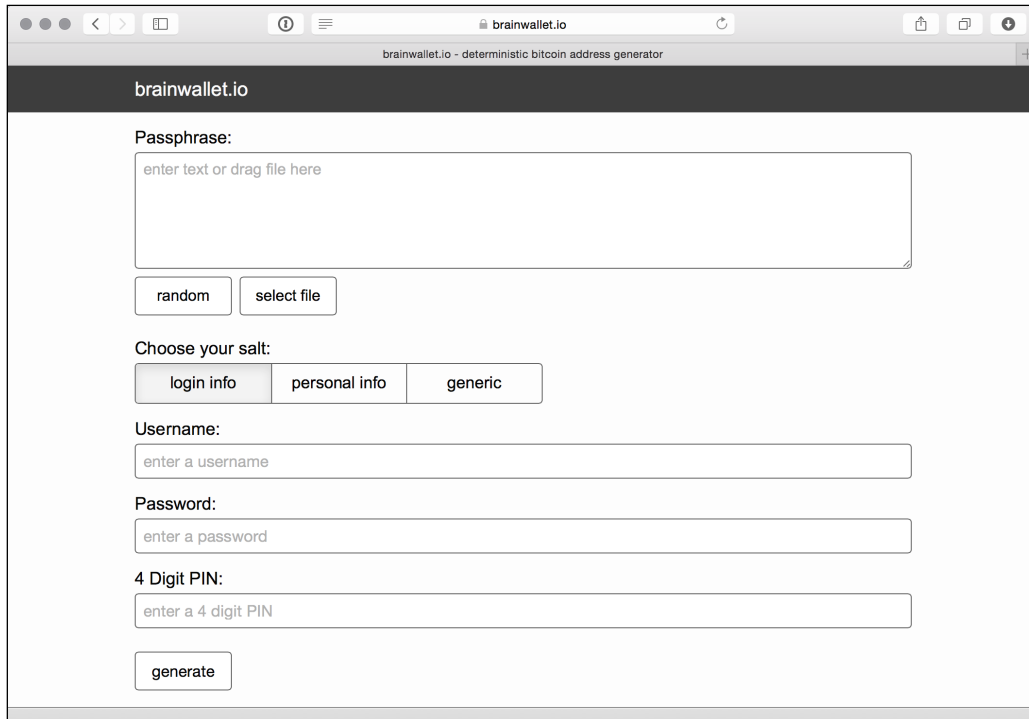 brainwallet.io
brainwallet.io - deterministic bitcoin address generator
brainwallet.io
Passphrase:
enter text or drag file here
random select file
Choose your salt:
login info personal info generic
Username:
enter a username
Password:
enter a password
4 Digit PIN:
enter a 4 digit PIN
generate